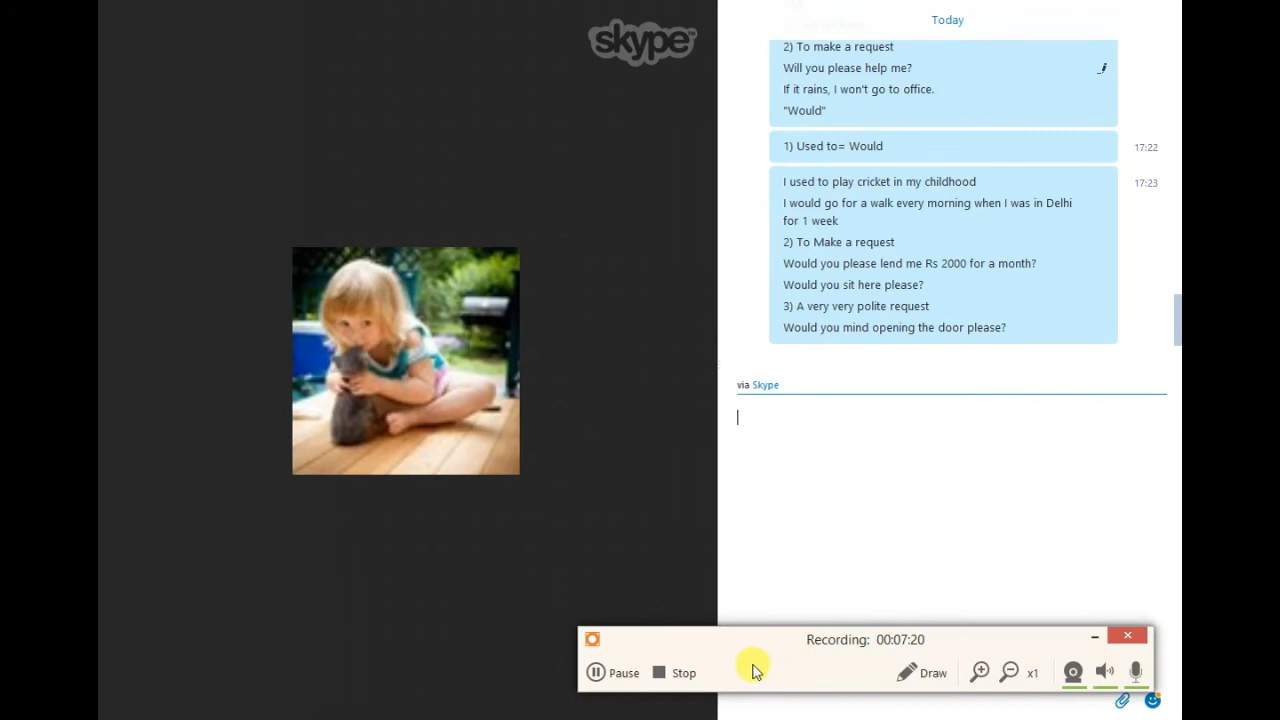 skype™
Today
2) To make a request
Will you please help me?
If it rains, I won't go to office.
"Would"
1) Used to= Would
17:22
I used to play cricket in my childhood
17:23
I would go for a walk every morning when I was in Delhi
for 1 week
2) To Make a request
Would you please lend me Rs 2000 for a month?
Would you sit here please?
3) A very very polite request
Would you mind opening the door please?
via Skype
Recording: 00:07:20
Pause
Stop
Draw
x1